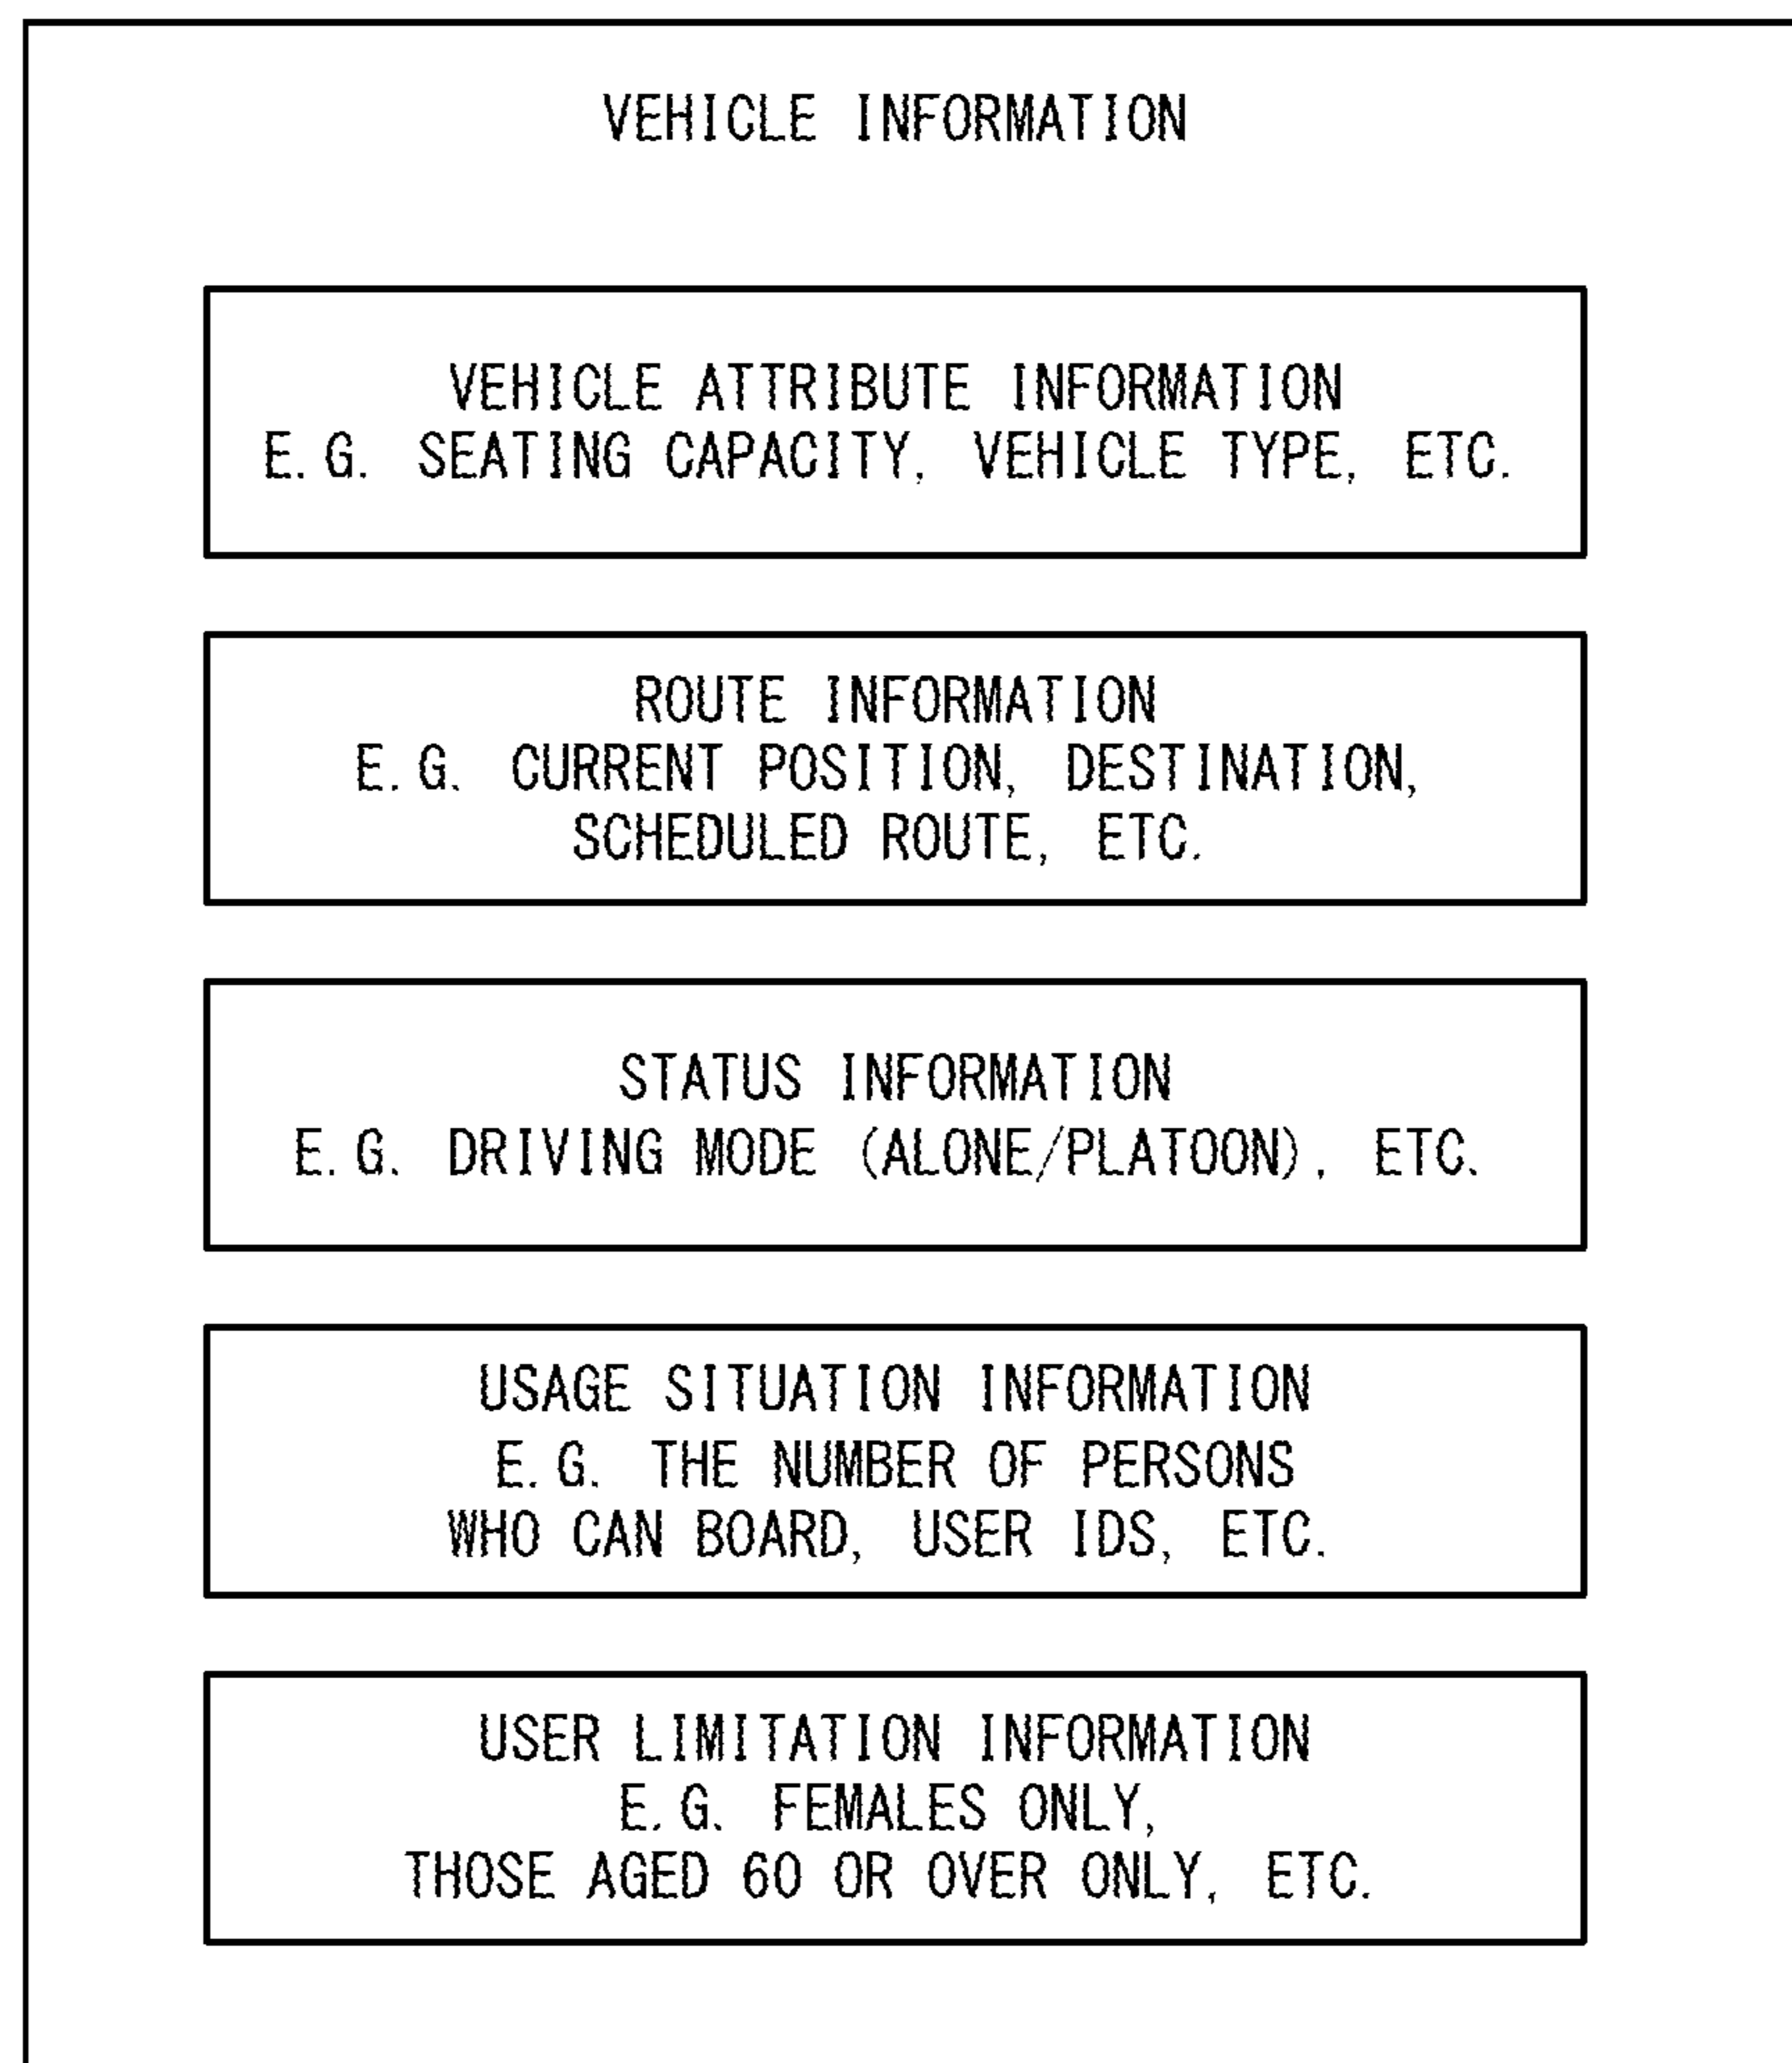 VEHICLE INFORMATION
VEHICLE ATTRIBUTE INFORMATION
E.G. SEATING CAPACITY, VEHICLE TYPE, ETC.
ROUTE INFORMATION
E.G. CURRENT POSITION, DESTINATION,
SCHEDULED ROUTE, ETC.
STATUS INFORMATION
E.G. DRIVING MODE (ALONE/PLATOON), ETC.
USAGE SITUATION INFORMATION
E.G. THE NUMBER OF PERSONS
WHO CAN BOARD, USER IDS, ETC.
USER LIMITATION INFORMATION
E.G. FEMALES ONLY,
THOSE AGED 60 OR OVER ONLY, ETC.